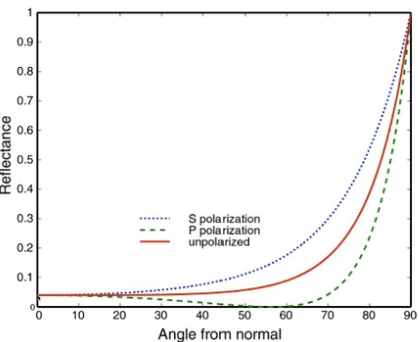 1
0.9
0.8
0.7
0.6
0.5
0.4
0.3
0.2
0.1
0
Reflectance
S polarization
P polarization
unpolarized
0 10 20 30 40 50 60 70 80 90
Angle from normal